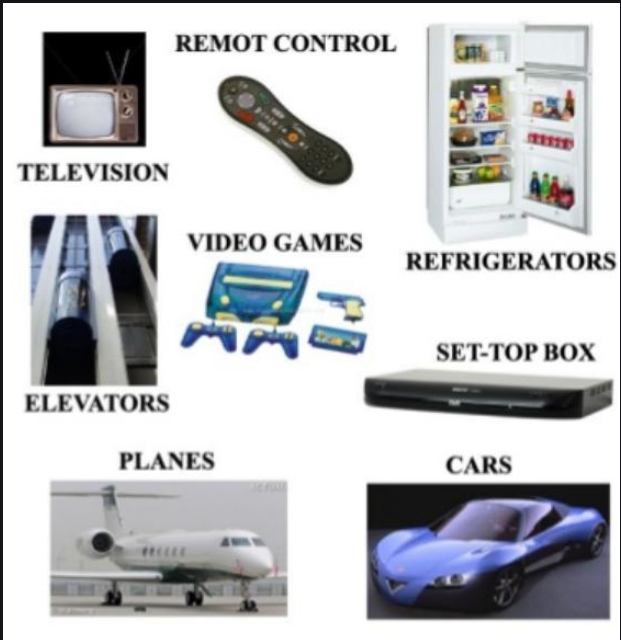 REMOT CONTROL
TELEVISION
VIDEO GAMES
REFRIGERATORS
ELEVATORS
SET-TOP BOX
PLANES
CARS